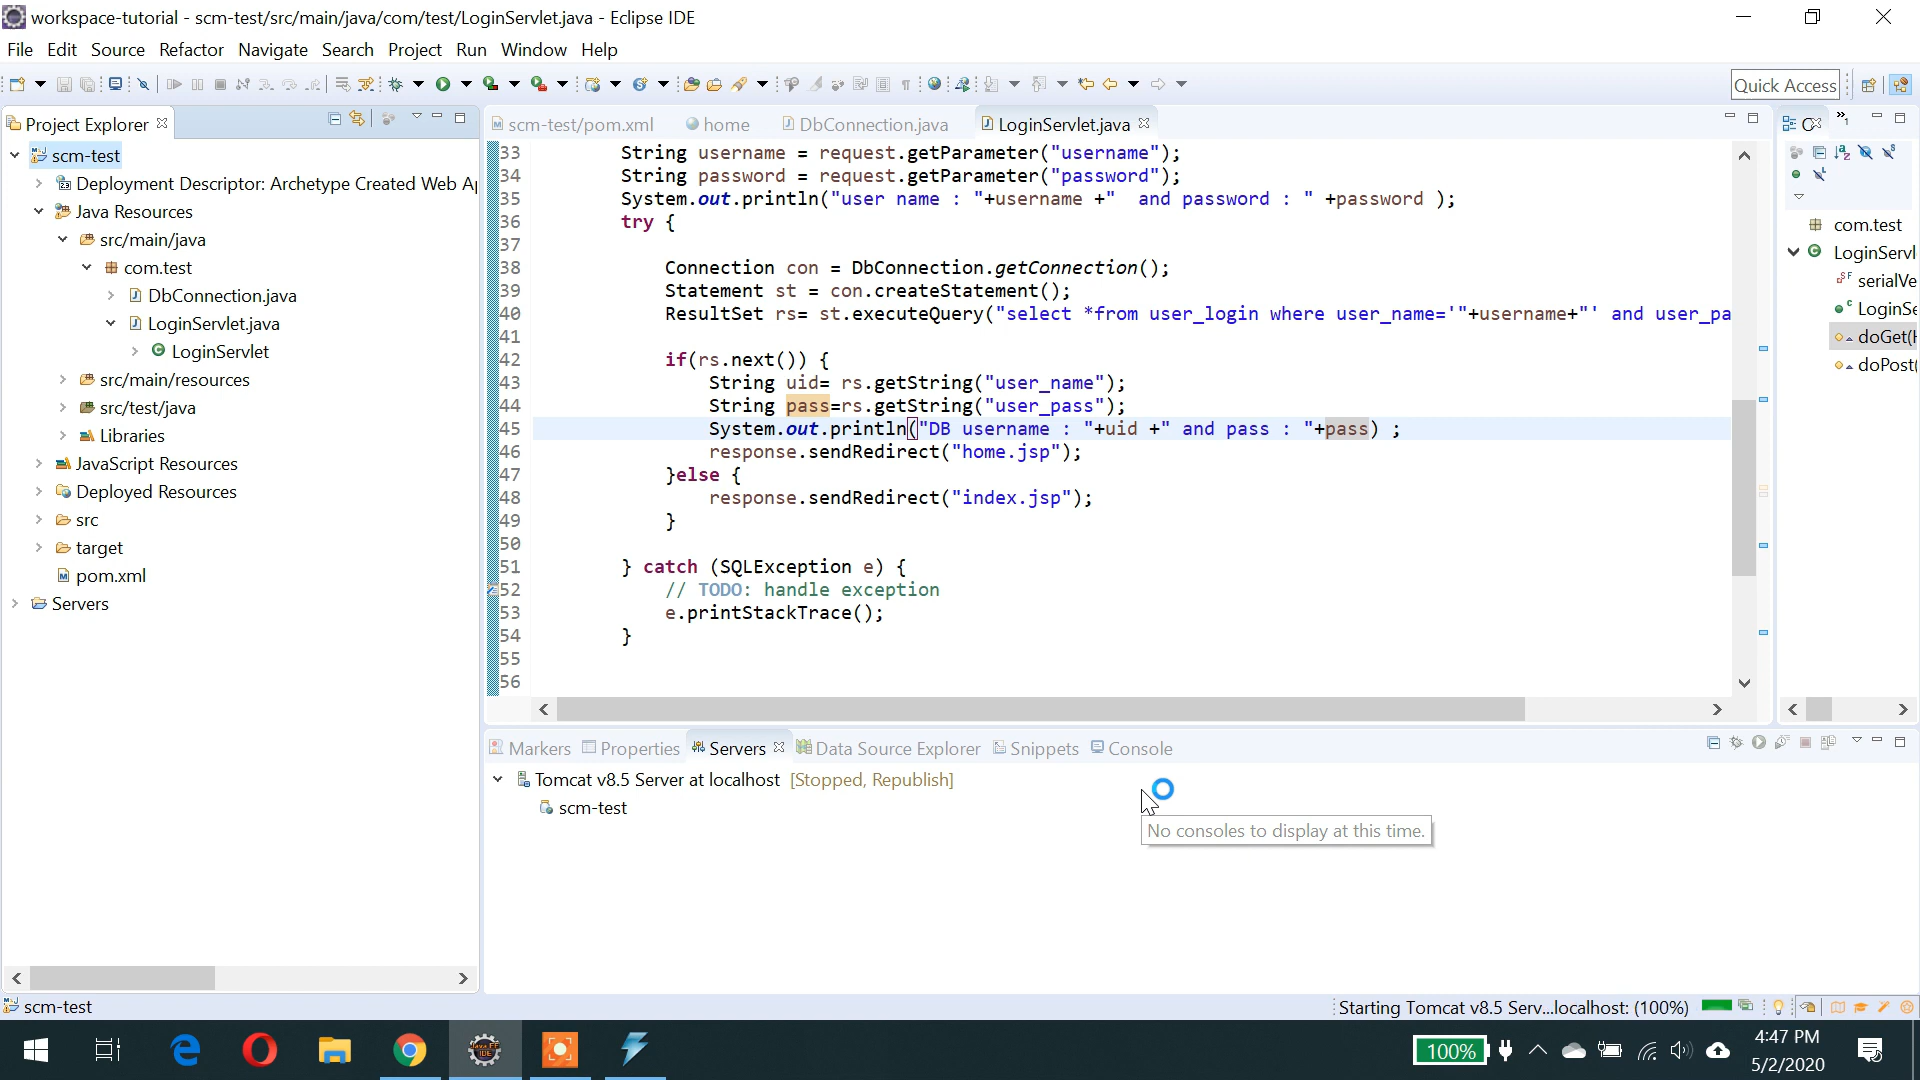 workspace-tutorial - scm-test/src/main/java/com/test/LoginServlet.java - Eclipse IDE
File Edit Source Refactor Navigate Search Project Run Window Help
Quick Access
Project Explorer
scm-test
Deployment Descriptor: Archetype Created Web A
Java Resources
src/main/java
com.test
DbConnection.java
LoginServlet.java
LoginServlet
src/main/resources
src/test/java
Libraries
JavaScript Resources
Deployed Resources
src
target
pom.xml
Servers
scm-test/pom.xml home DbConnection.java LoginServlet.java
33 String username = request.getParameter("username");
34 String password = request.getParameter("password");
35 System.out.println("user name : "+username +"  and password : " +password );
36 try {
37
38 Connection con = DbConnection.getConnection();
39 Statement st = con.createStatement();
40 ResultSet rs= st.executeQuery("select *from user_login where user_name='"+username+"' and user_pa
41
42 if(rs.next()) {
43 String uid= rs.getString("user_name");
44 String pass=rs.getString("user_pass");
45 System.out.println("DB username : "+uid +" and pass : "+pass) ;
46 response.sendRedirect("home.jsp");
47 }else {
48 response.sendRedirect("index.jsp");
49 }
50
51 } catch (SQLException e) {
52 // TODO: handle exception
53 e.printStackTrace();
54 }
55
56
»1
com.test
LoginServl
serialVe
LoginSe
doGet(H
doPost(
Markers Properties Servers Data Source Explorer Snippets Console
Tomcat v8.5 Server at localhost [Stopped, Republish]
scm-test
No consoles to display at this time.
scm-test
Starting Tomcat v8.5 Serv...localhost: (100%)
Java EE
IDE
100%
4:47 PM
5/2/2020